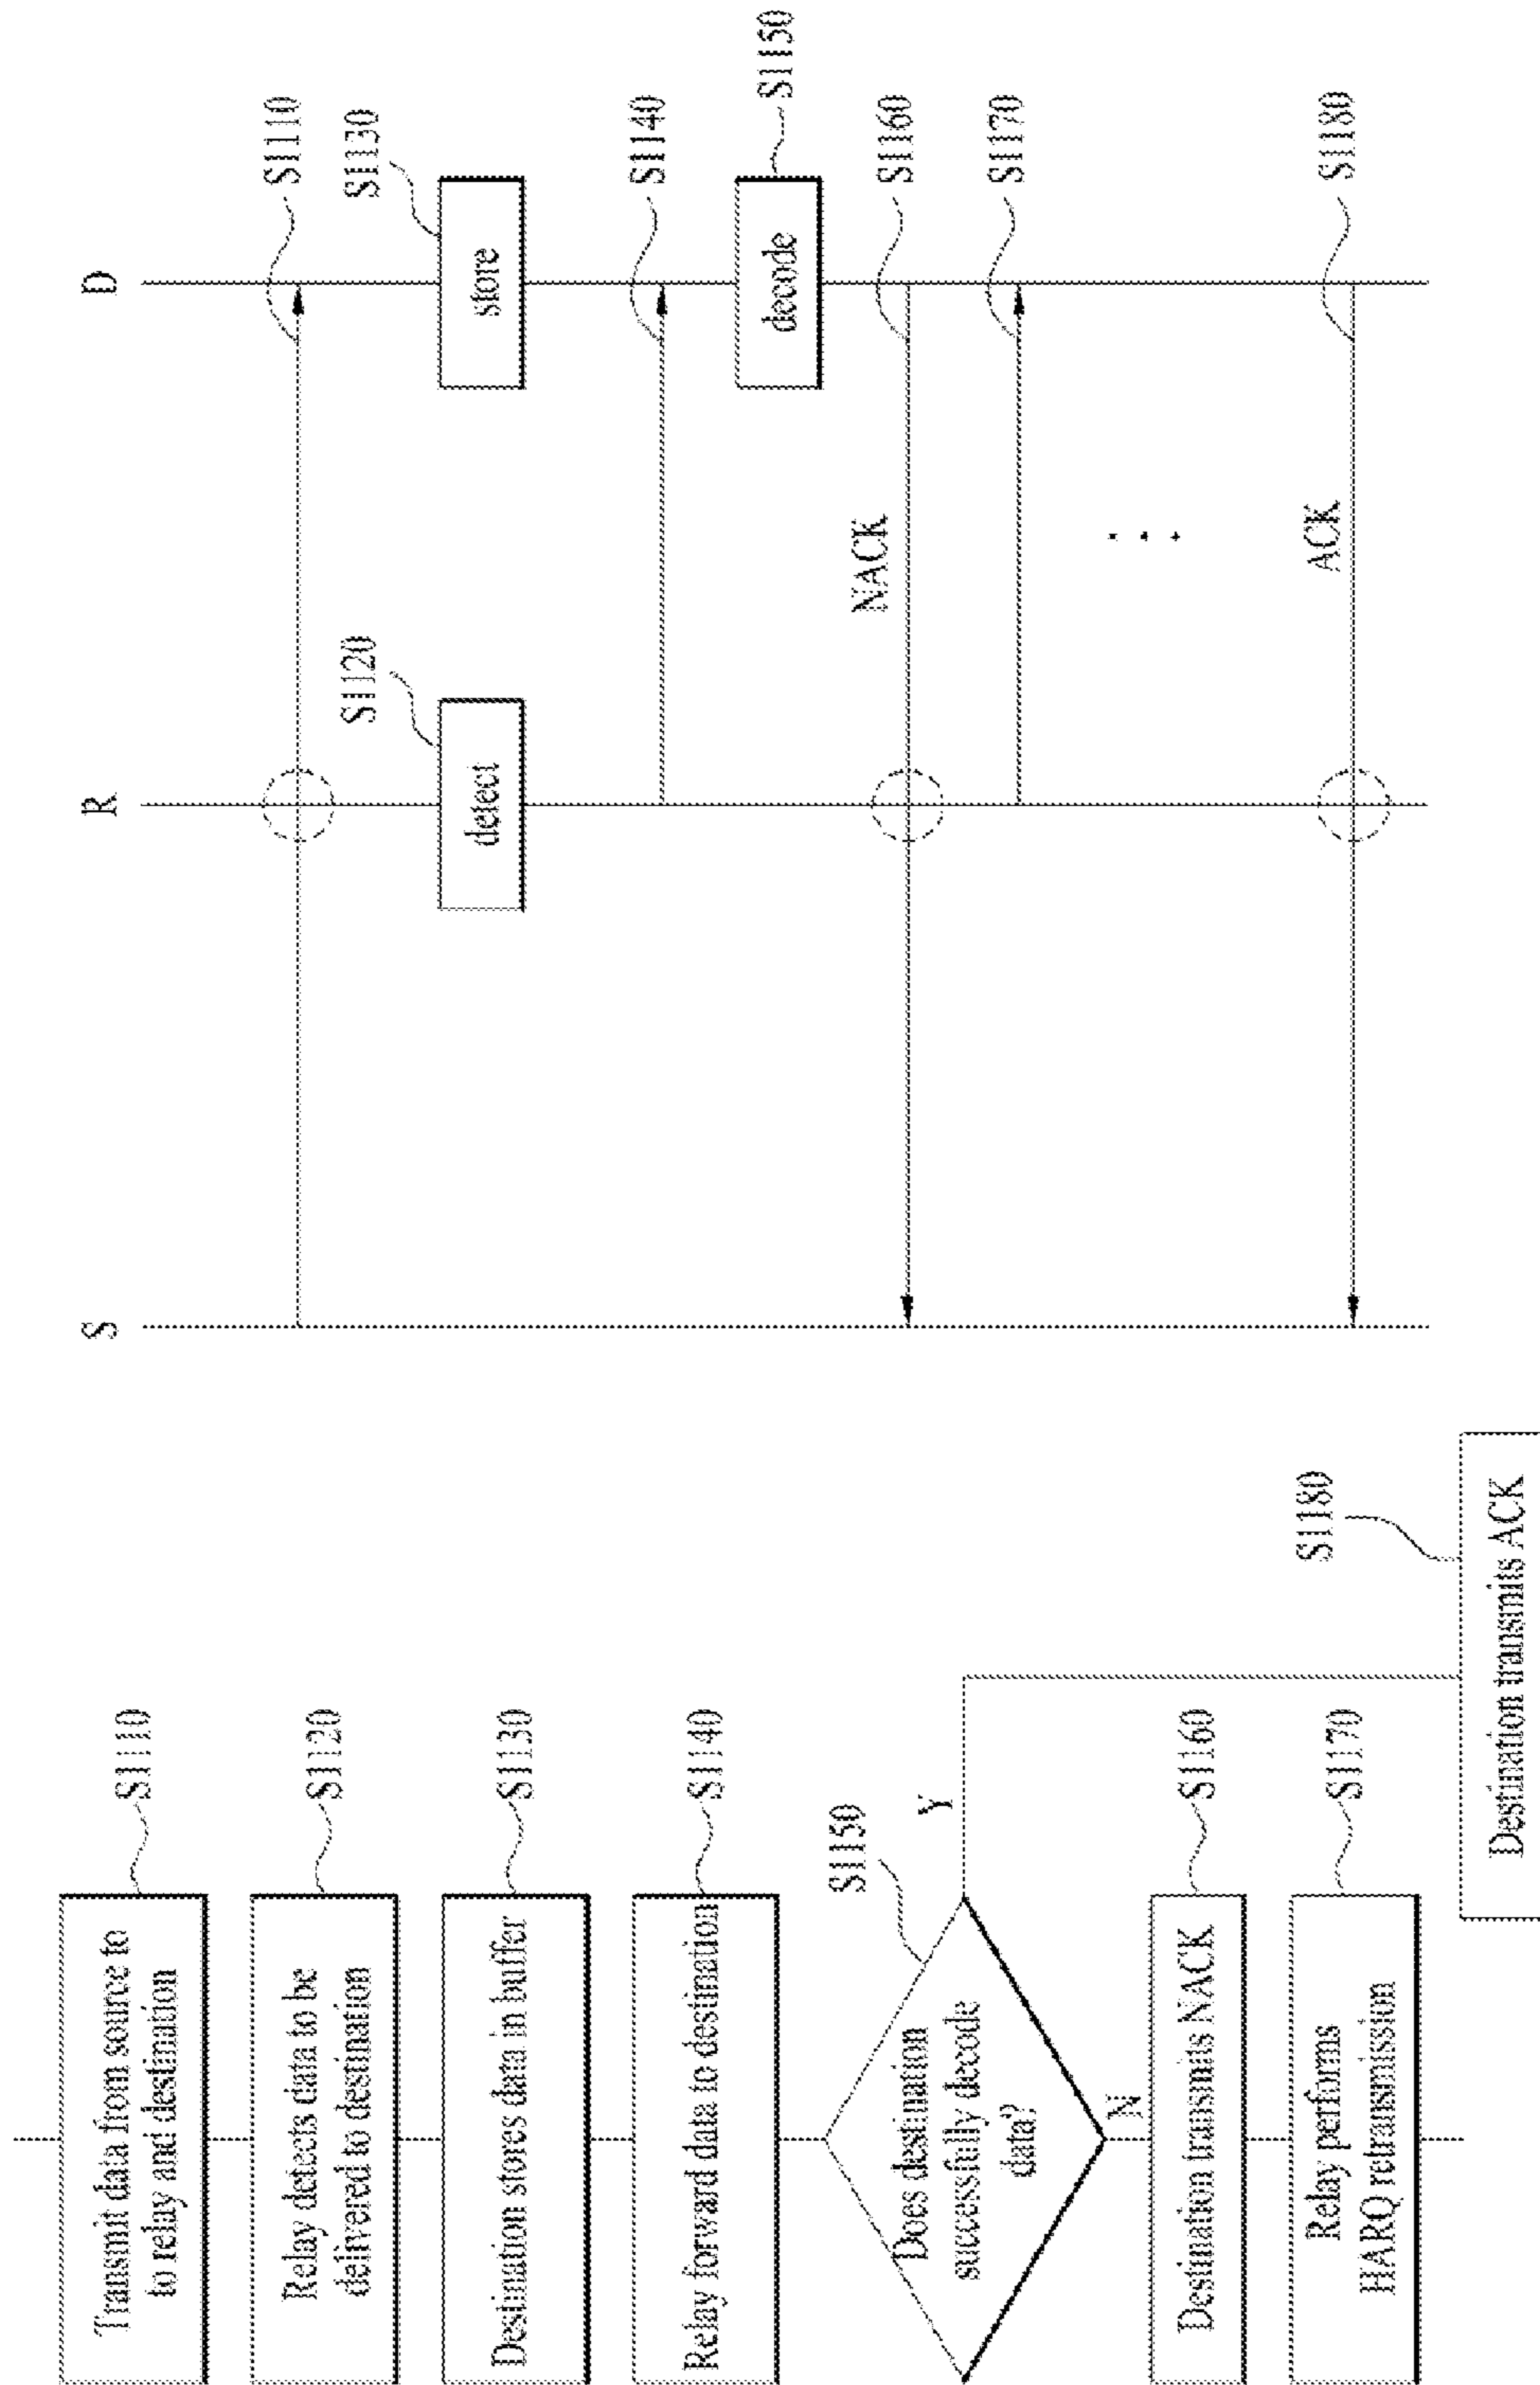 Transmit data from source to
to relay and destination
S1110
Relay detects data to be
delivered to destination
S1120
Destination stores data in buffer
S1130
Relay forward data to destination
S1140
Does destination
successfully decode
data?
S1150
Y
N
Destination transmits NACK
S1160
Relay performs
HARQ retransmission
S1170
S1180
Destination transmits ACK
S
R
D
S1110
S1120
detect
S1130
store
S1140
S1150
decode
NACK
S1160
S1170
ACK
S1180